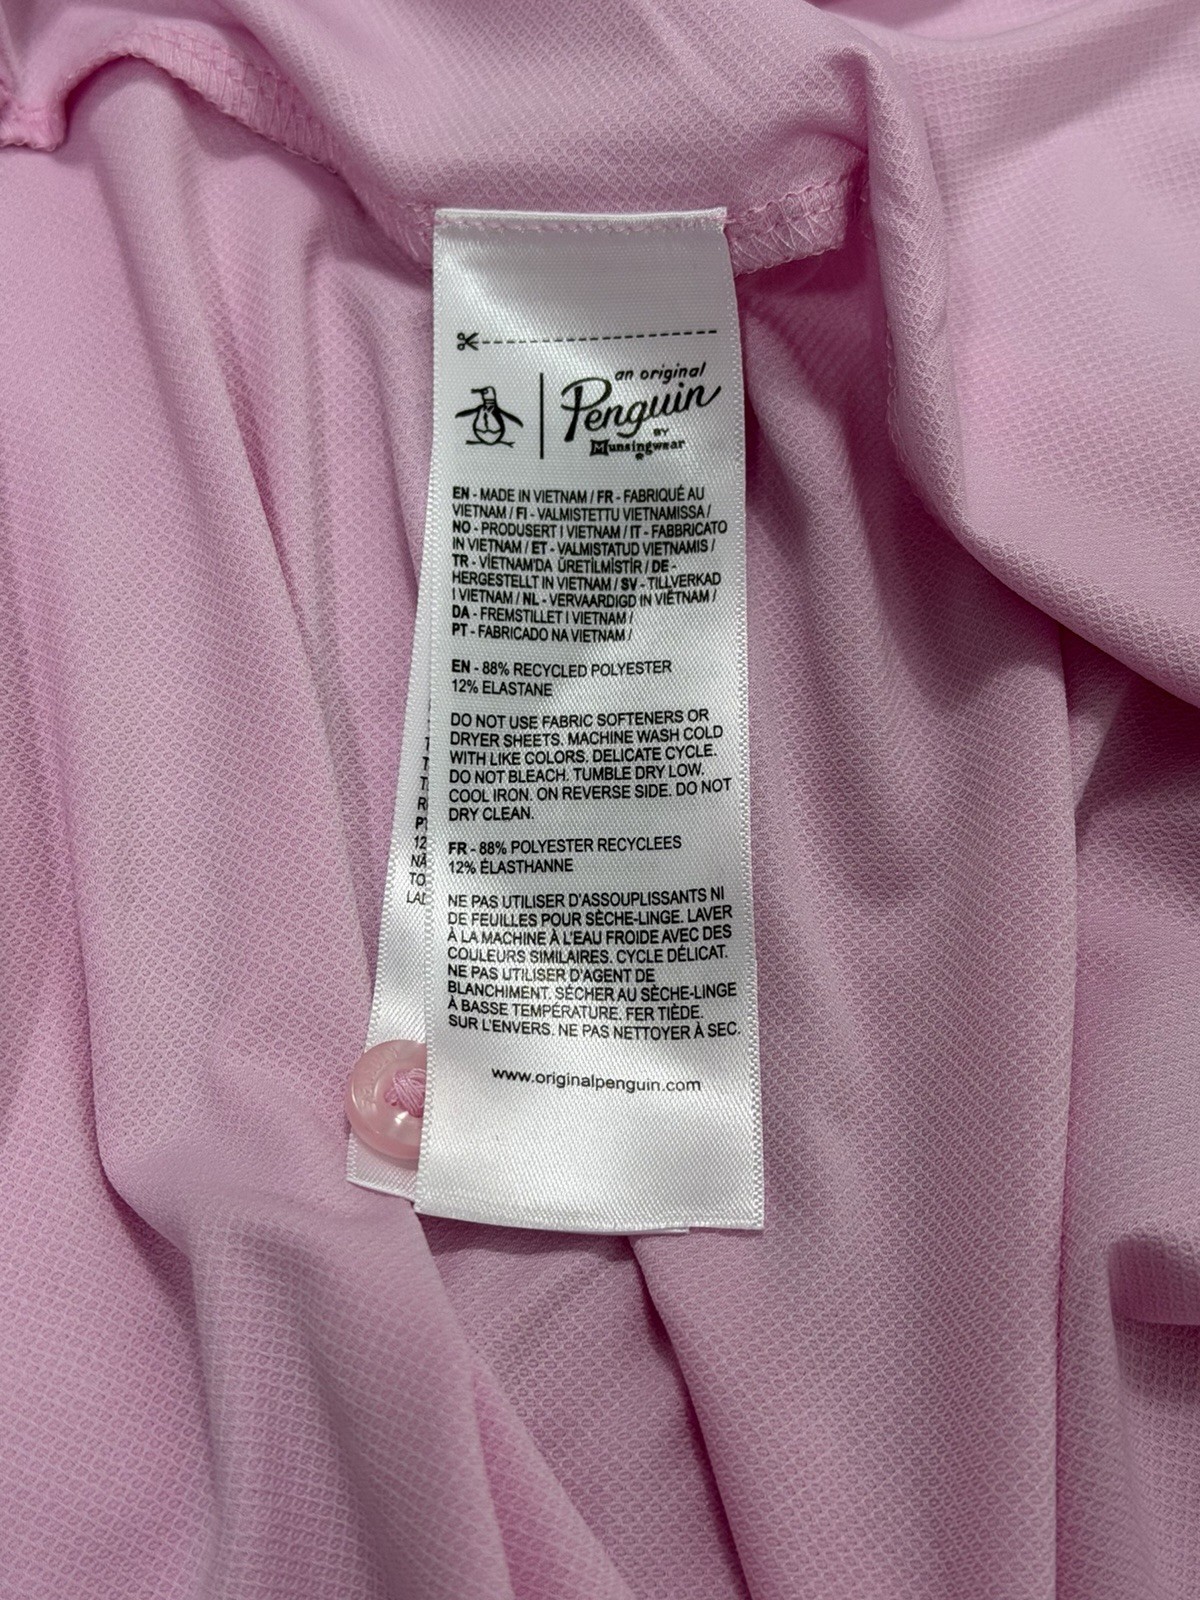 an original
Penguin
BY
Munsingwear
EN - MADE IN VIETNAM / FR - FABRIQUÉ AU
VIETNAM / FI - VALMISTETTU VIETNAMISSA /
NO - PRODUSERT I VIETNAM / IT - FABBRICATO
IN VIETNAM / ET - VALMISTATUD VIETNAMIS /
TR - VİETNAM'DA ÜRETİLMİŞTİR / DE -
HERGESTELLT IN VIETNAM / SV - TILLVERKAD
I VIETNAM / NL - VERVAARDIGD IN VIËTNAM /
DA - FREMSTILLET I VIETNAM /
PT - FABRICADO NA VIETNAM /
EN - 88% RECYCLED POLYESTER
12% ELASTANE
DO NOT USE FABRIC SOFTENERS OR
DRYER SHEETS. MACHINE WASH COLD
WITH LIKE COLORS. DELICATE CYCLE.
DO NOT BLEACH. TUMBLE DRY LOW.
COOL IRON. ON REVERSE SIDE. DO NOT
DRY CLEAN.
FR - 88% POLYESTER RECYCLEES
12% ÉLASTHANNE
NE PAS UTILISER D'ASSOUPLISSANTS NI
DE FEUILLES POUR SÈCHE-LINGE. LAVER
À LA MACHINE À L'EAU FROIDE AVEC DES
COULEURS SIMILAIRES. CYCLE DÉLICAT.
NE PAS UTILISER D'AGENT DE
BLANCHIMENT. SÉCHER AU SÈCHE-LINGE
À BASSE TEMPÉRATURE. FER TIÈDE.
SUR L'ENVERS. NE PAS NETTOYER À SEC.
www.originalpenguin.com